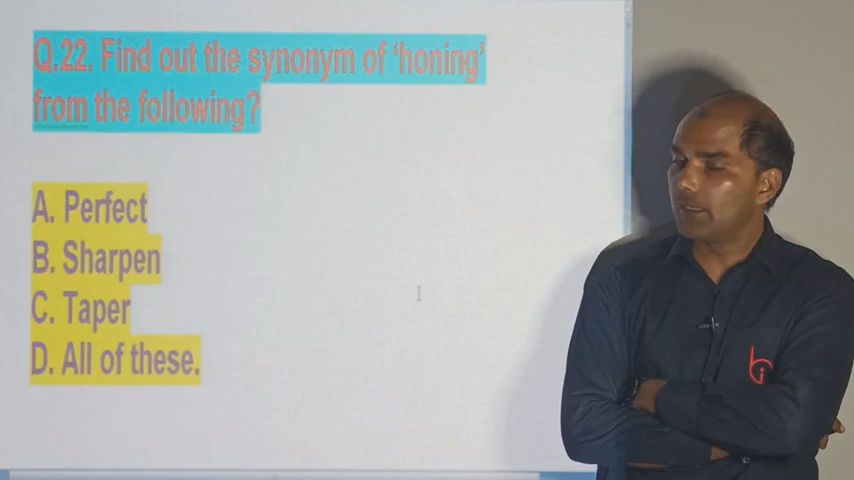 Q.22. Find out the synonym of ‘honing’
from the following?
A. Perfect
B. Sharpen
C. Taper
D. All of these.